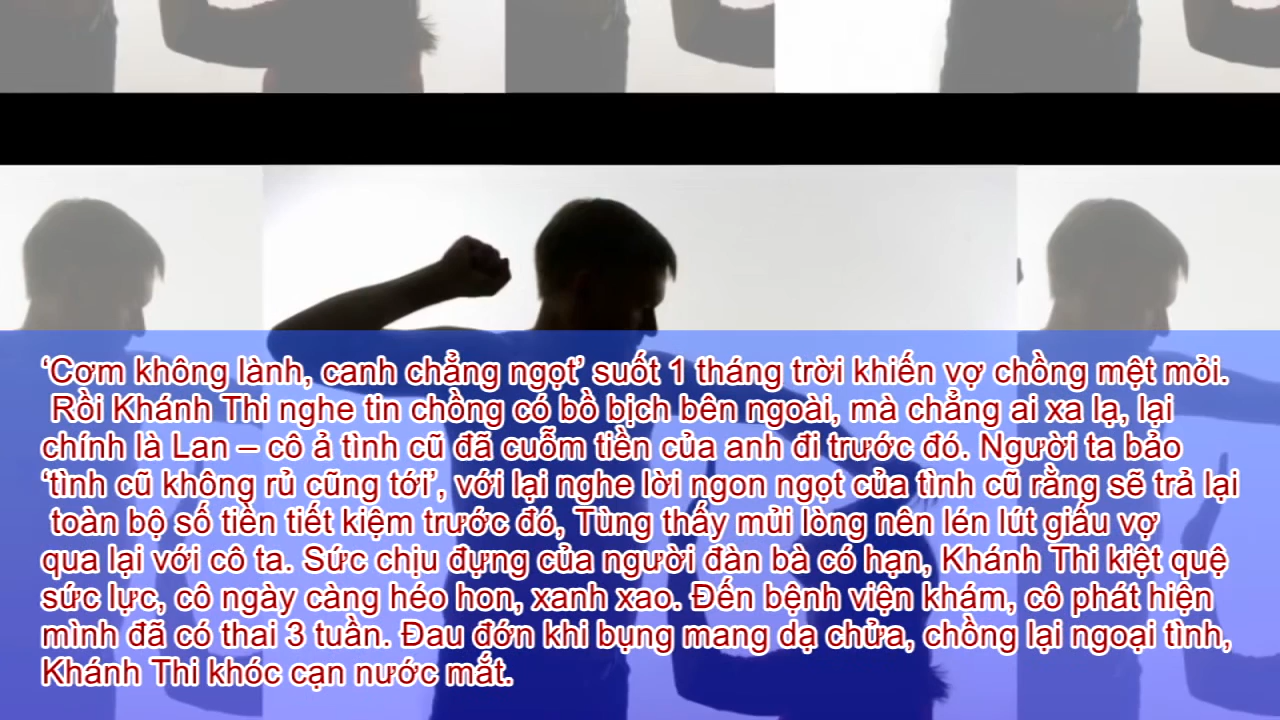 ‘Cơm không lành, canh chẳng ngọt’ suốt 1 tháng trời khiến vợ chồng mệt mỏi.
Rồi Khánh Thi nghe tin chồng có bồ bịch bên ngoài, mà chẳng ai xa lạ, lại
chính là Lan – cô ả tình cũ đã cuỗm tiền của anh đi trước đó. Người ta bảo
‘tình cũ không rủ cũng tới’, với lại nghe lời ngon ngọt của tình cũ rằng sẽ trả lại
toàn bộ số tiền tiết kiệm trước đó, Tùng thấy mủi lòng nên lén lút giấu vợ
qua lại với cô ta. Sức chịu đựng của người đàn bà có hạn, Khánh Thi kiệt quệ
sức lực, cô ngày càng héo hon, xanh xao. Đến bệnh viện khám, cô phát hiện
mình đã có thai 3 tuần. Đau đớn khi bụng mang dạ chửa, chồng lại ngoại tình,
Khánh Thi khóc cạn nước mắt.